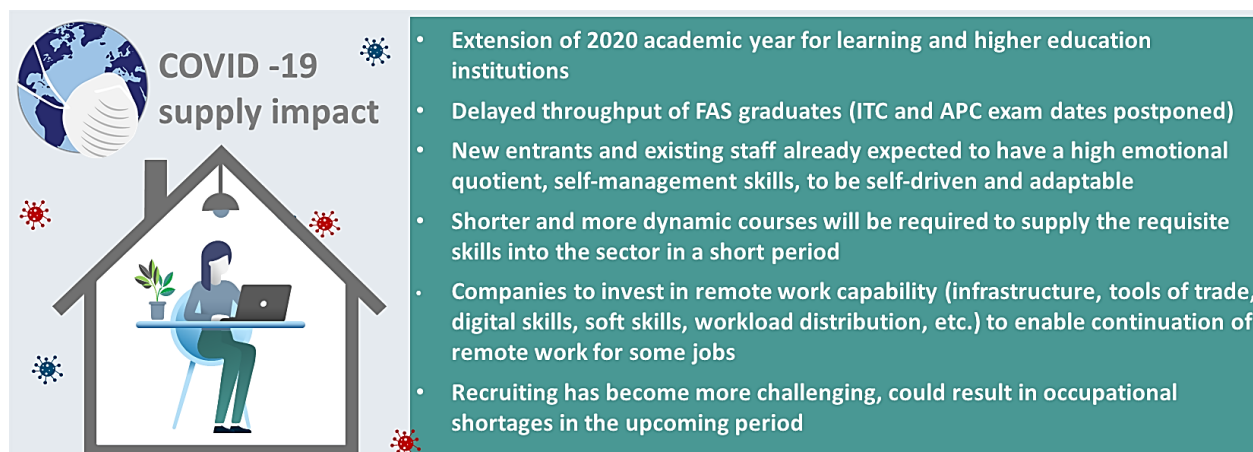 COVID -19
supply impact
• Extension of 2020 academic year for learning and higher education
institutions
• Delayed throughput of FAS graduates (ITC and APC exam dates postponed)
• New entrants and existing staff already expected to have a high emotional
quotient, self-management skills, to be self-driven and adaptable
• Shorter and more dynamic courses will be required to supply the requisite
skills into the sector in a short period
• Companies to invest in remote work capability (infrastructure, tools of trade,
digital skills, soft skills, workload distribution, etc.) to enable continuation of
remote work for some jobs
• Recruiting has become more challenging, could result in occupational
shortages in the upcoming period